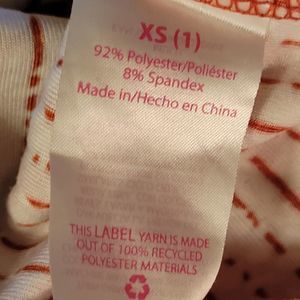 XS (1)
92% Polyester/Poliéster
8% Spandex
Made in/Hecho en China
THIS LABEL YARN IS MADE
OUT OF 100% RECYCLED
POLYESTER MATERIALS